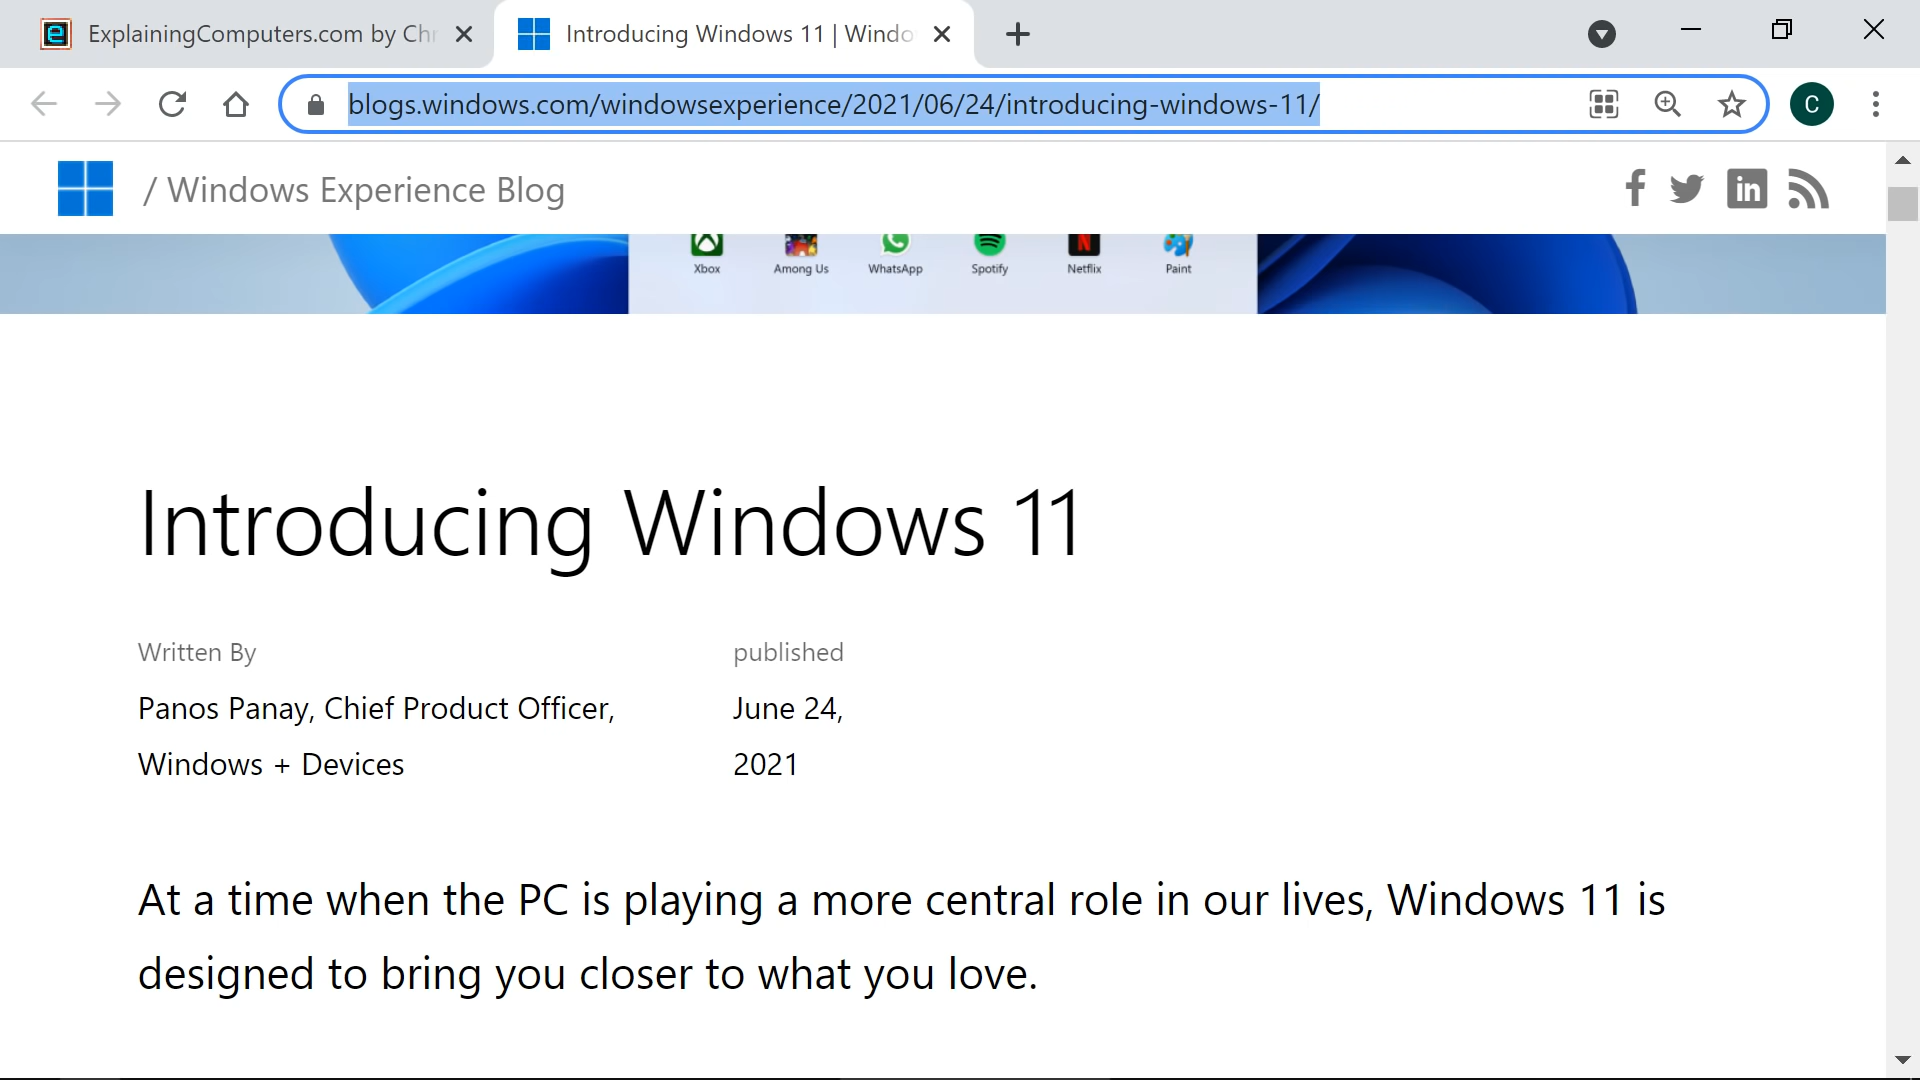 ExplainingComputers.com by Ch
Introducing Windows 11 | Windo
blogs.windows.com/windowsexperience/2021/06/24/introducing-windows-11/
C
/ Windows Experience Blog
Xbox
Among Us
WhatsApp
Spotify
Netflix
Paint
Introducing Windows 11
Written By
published
Panos Panay, Chief Product Officer,
June 24,
Windows + Devices
2021
At a time when the PC is playing a more central role in our lives, Windows 11 is
designed to bring you closer to what you love.